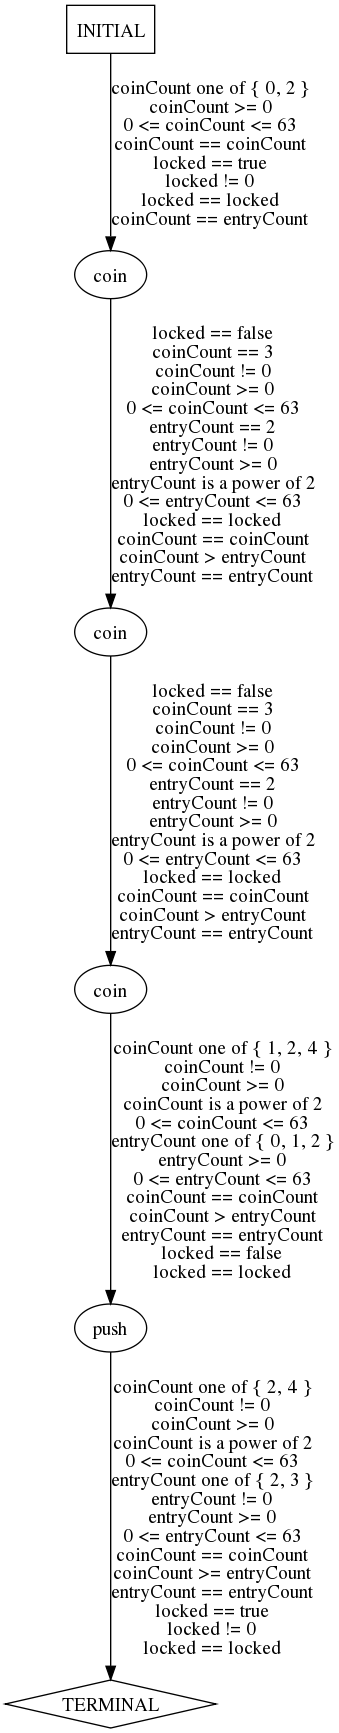 INITIAL
coinCount one of { 0, 2 }
coinCount >= 0
0 <= coinCount <= 63
coinCount == coinCount
locked == true
locked != 0
locked == locked
coinCount == entryCount
coin
locked == false
coinCount == 3
coinCount != 0
coinCount >= 0
0 <= coinCount <= 63
entryCount == 2
entryCount != 0
entryCount >= 0
entryCount is a power of 2
0 <= entryCount <= 63
locked == locked
coinCount == coinCount
coinCount > entryCount
entryCount == entryCount
coin
locked == false
coinCount == 3
coinCount != 0
coinCount >= 0
0 <= coinCount <= 63
entryCount == 2
entryCount != 0
entryCount >= 0
entryCount is a power of 2
0 <= entryCount <= 63
locked == locked
coinCount == coinCount
coinCount > entryCount
entryCount == entryCount
coin
coinCount one of { 1, 2, 4 }
coinCount != 0
coinCount >= 0
coinCount is a power of 2
0 <= coinCount <= 63
entryCount one of { 0, 1, 2 }
entryCount >= 0
0 <= entryCount <= 63
coinCount == coinCount
coinCount > entryCount
entryCount == entryCount
locked == false
locked == locked
push
coinCount one of { 2, 4 }
coinCount != 0
coinCount >= 0
coinCount is a power of 2
0 <= coinCount <= 63
entryCount one of { 2, 3 }
entryCount != 0
entryCount >= 0
0 <= entryCount <= 63
coinCount == coinCount
coinCount >= entryCount
entryCount == entryCount
locked == true
locked != 0
locked == locked
TERMINAL